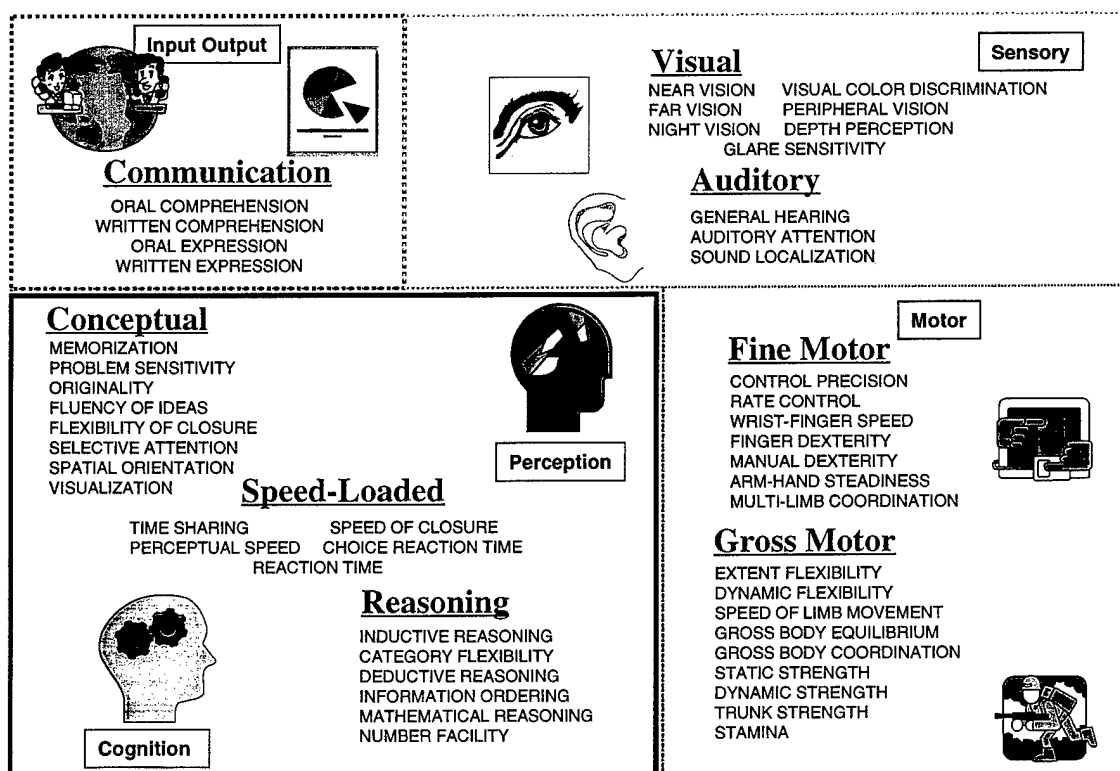 Input Output
Communication
ORAL COMPREHENSION
WRITTEN COMPREHENSION
ORAL EXPRESSION
WRITTEN EXPRESSION
Sensory
Visual
NEAR VISION VISUAL COLOR DISCRIMINATION
FAR VISION PERIPHERAL VISION
NIGHT VISION DEPTH PERCEPTION
GLARE SENSITIVITY
Auditory
GENERAL HEARING
AUDITORY ATTENTION
SOUND LOCALIZATION
Conceptual
MEMORIZATION
PROBLEM SENSITIVITY
ORIGINALITY
FLUENCY OF IDEAS
FLEXIBILITY OF CLOSURE
SELECTIVE ATTENTION
SPATIAL ORIENTATION
VISUALIZATION
Perception
Speed-Loaded
TIME SHARING SPEED OF CLOSURE
PERCEPTUAL SPEED CHOICE REACTION TIME
REACTION TIME
Reasoning
INDUCTIVE REASONING
CATEGORY FLEXIBILITY
DEDUCTIVE REASONING
INFORMATION ORDERING
MATHEMATICAL REASONING
NUMBER FACILITY
Cognition
Motor
Fine Motor
CONTROL PRECISION
RATE CONTROL
WRIST-FINGER SPEED
FINGER DEXTERITY
MANUAL DEXTERITY
ARM-HAND STEADINESS
MULTI-LIMB COORDINATION
Gross Motor
EXTENT FLEXIBILITY
DYNAMIC FLEXIBILITY
SPEED OF LIMB MOVEMENT
GROSS BODY EQUILIBRIUM
GROSS BODY COORDINATION
STATIC STRENGTH
DYNAMIC STRENGTH
TRUNK STRENGTH
STAMINA